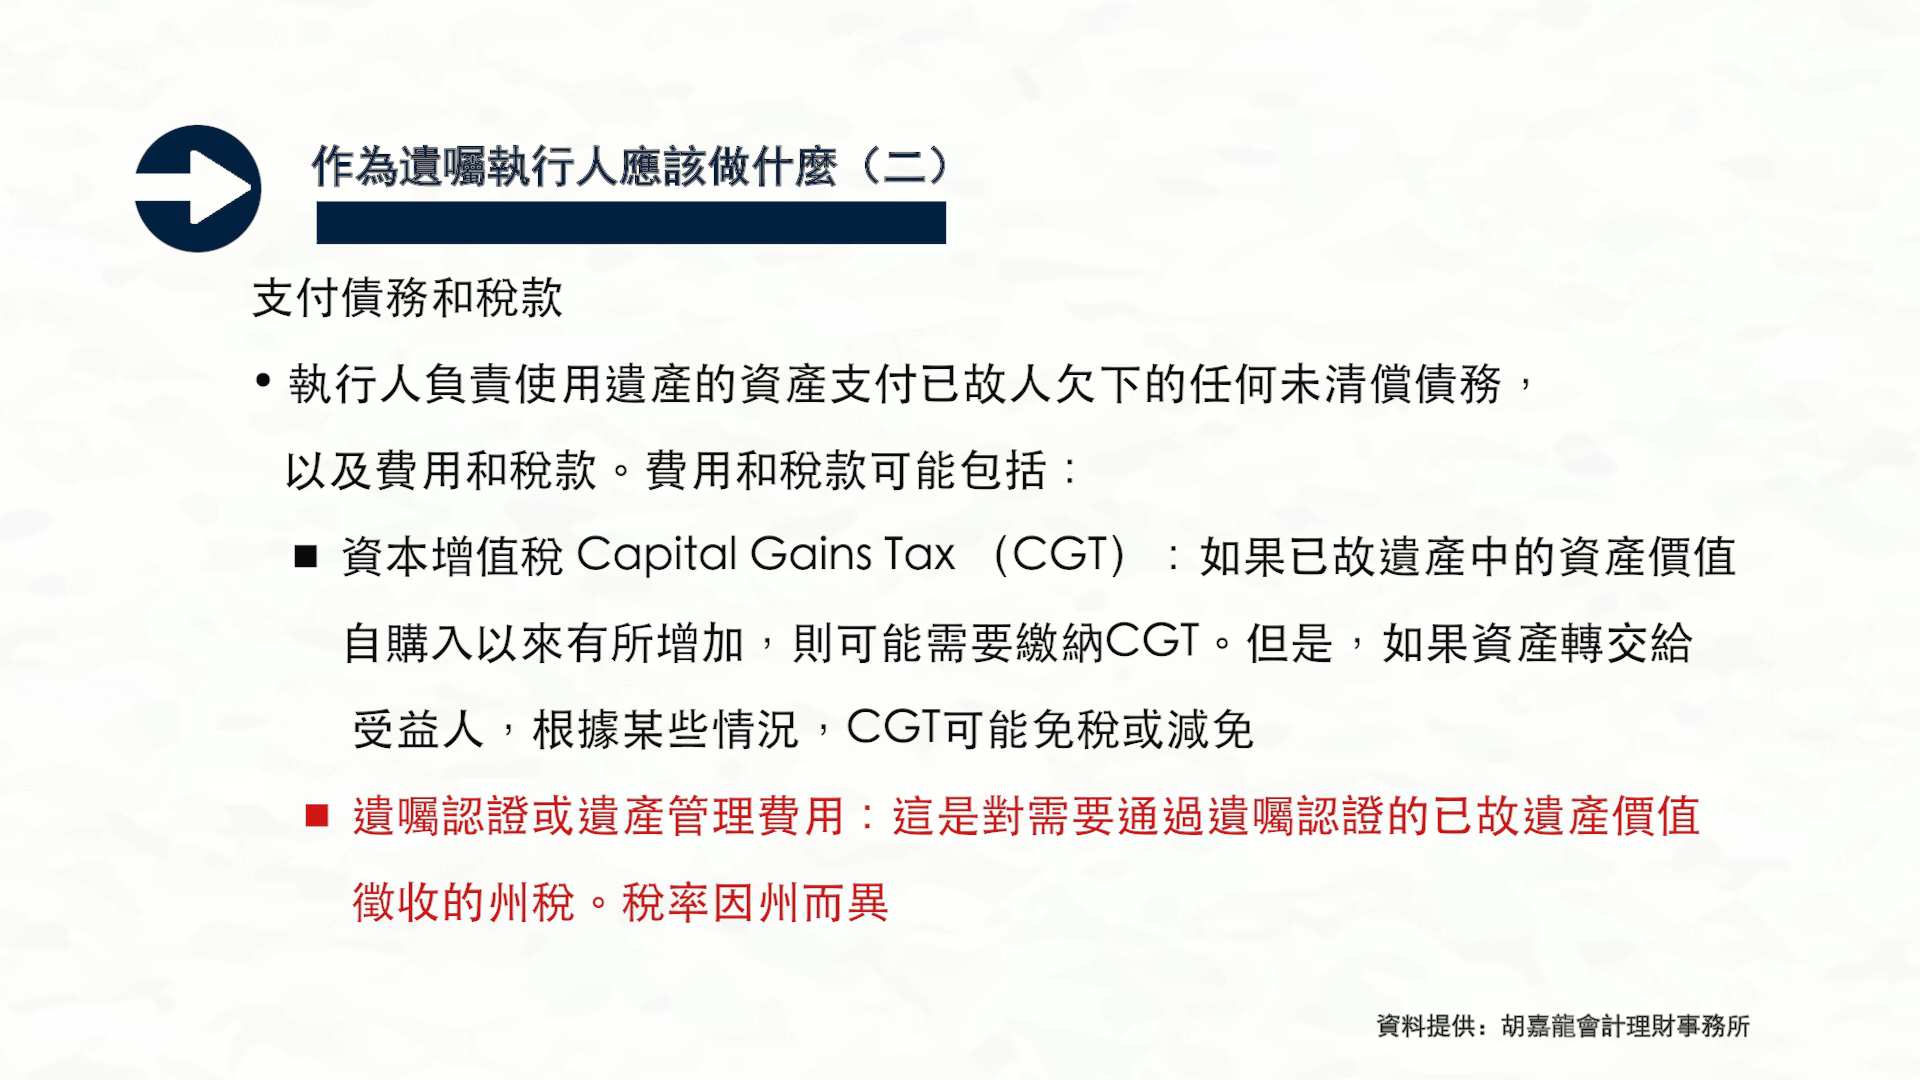 作為遺囑執行人應該做什麼（二）
支付債務和稅款
• 執行人負責使用遺產的資產支付已故人欠下的任何未清償債務，
以及費用和稅款。費用和稅款可能包括：
■ 資本增值稅 Capital Gains Tax （CGT）：如果已故遺產中的資產價值
自購入以來有所增加，則可能需要繳納CGT。但是，如果資產轉交給
受益人，根據某些情況，CGT可能免稅或減免
■ 遺囑認證或遺產管理費用：這是對需要通過遺囑認證的已故遺產價值
徵收的州稅。稅率因州而異
資料提供：胡嘉龍會計理財事務所